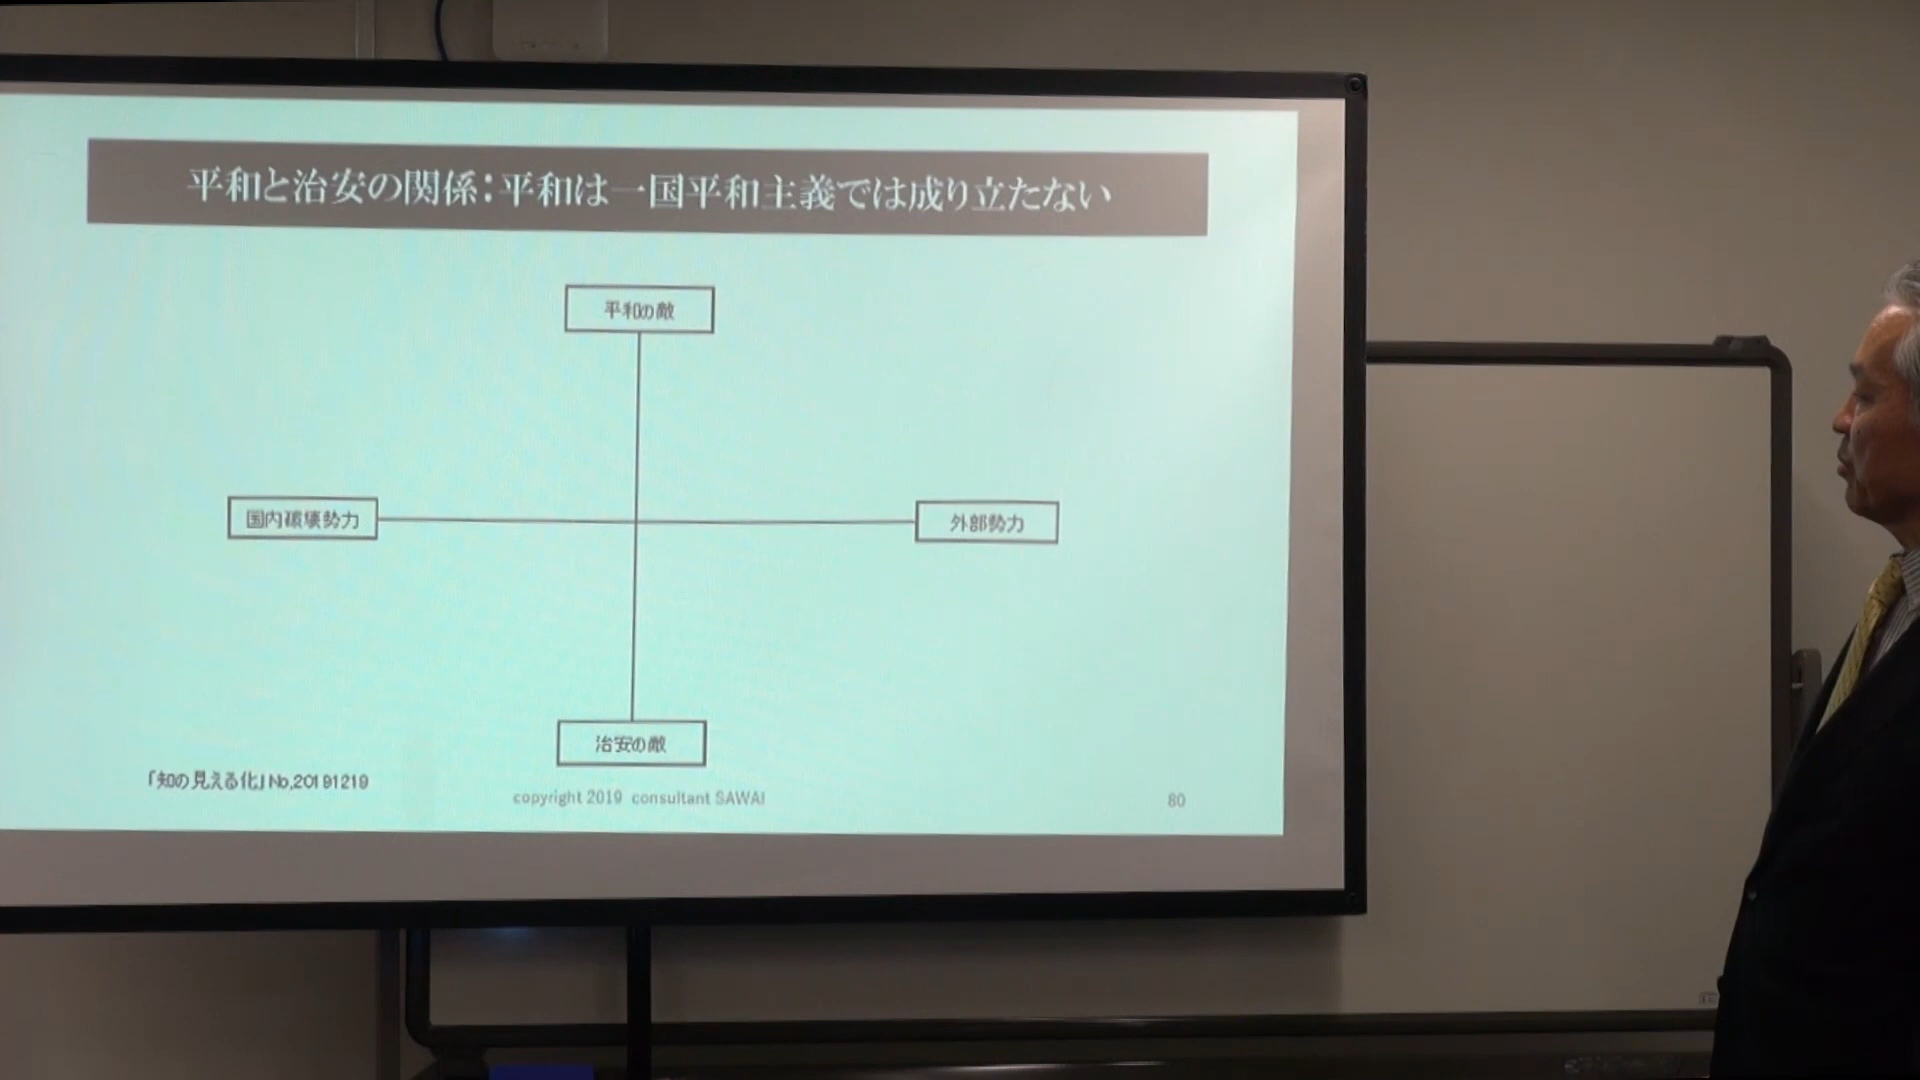 平和と治安の関係：平和は一国平和主義では成り立たない
平和の敵
国内破壊勢力
外部勢力
治安の敵
「知の見える化」No,20191219
copyright 2019 consultant SAWAI
80